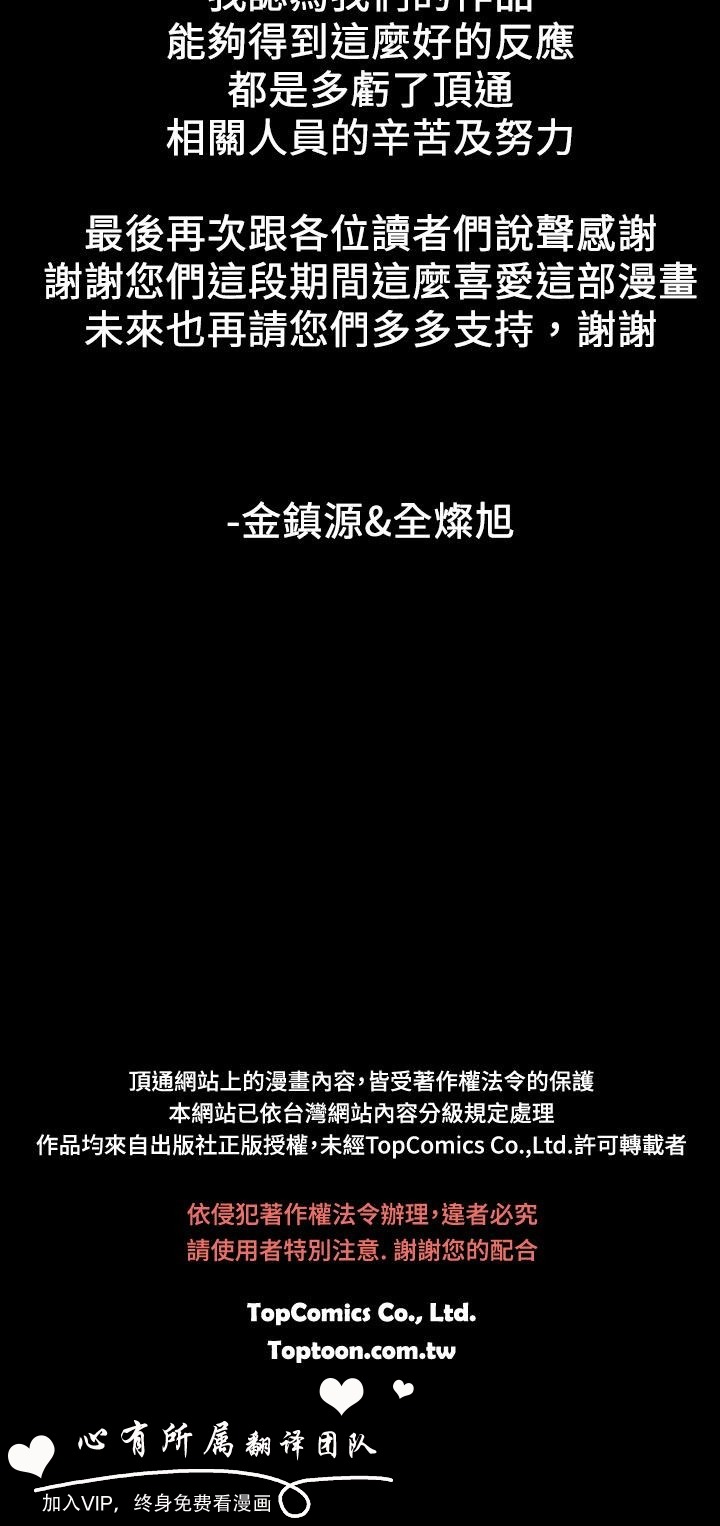 我認為我們的作品
能夠得到這麼好的反應
都是多虧了頂通
相關人員的辛苦及努力
最後再次跟各位讀者們說聲感謝
謝謝您們這段期間這麼喜愛這部漫畫
未來也再請您們多多支持，謝謝
-金鎮源&全燦旭
頂通網站上的漫畫內容，皆受著作權法令的保護
本網站已依台灣網站內容分級規定處理
作品均來自出版社正版授權，未經TopComics Co.,Ltd.許可轉載者
依侵犯著作權法令辦理，違者必究
請使用者特別注意. 謝謝您的配合
TopComics Co., Ltd.
Toptoon.com.tw
心有所属翻译团队
加入VIP，终身免费看漫画